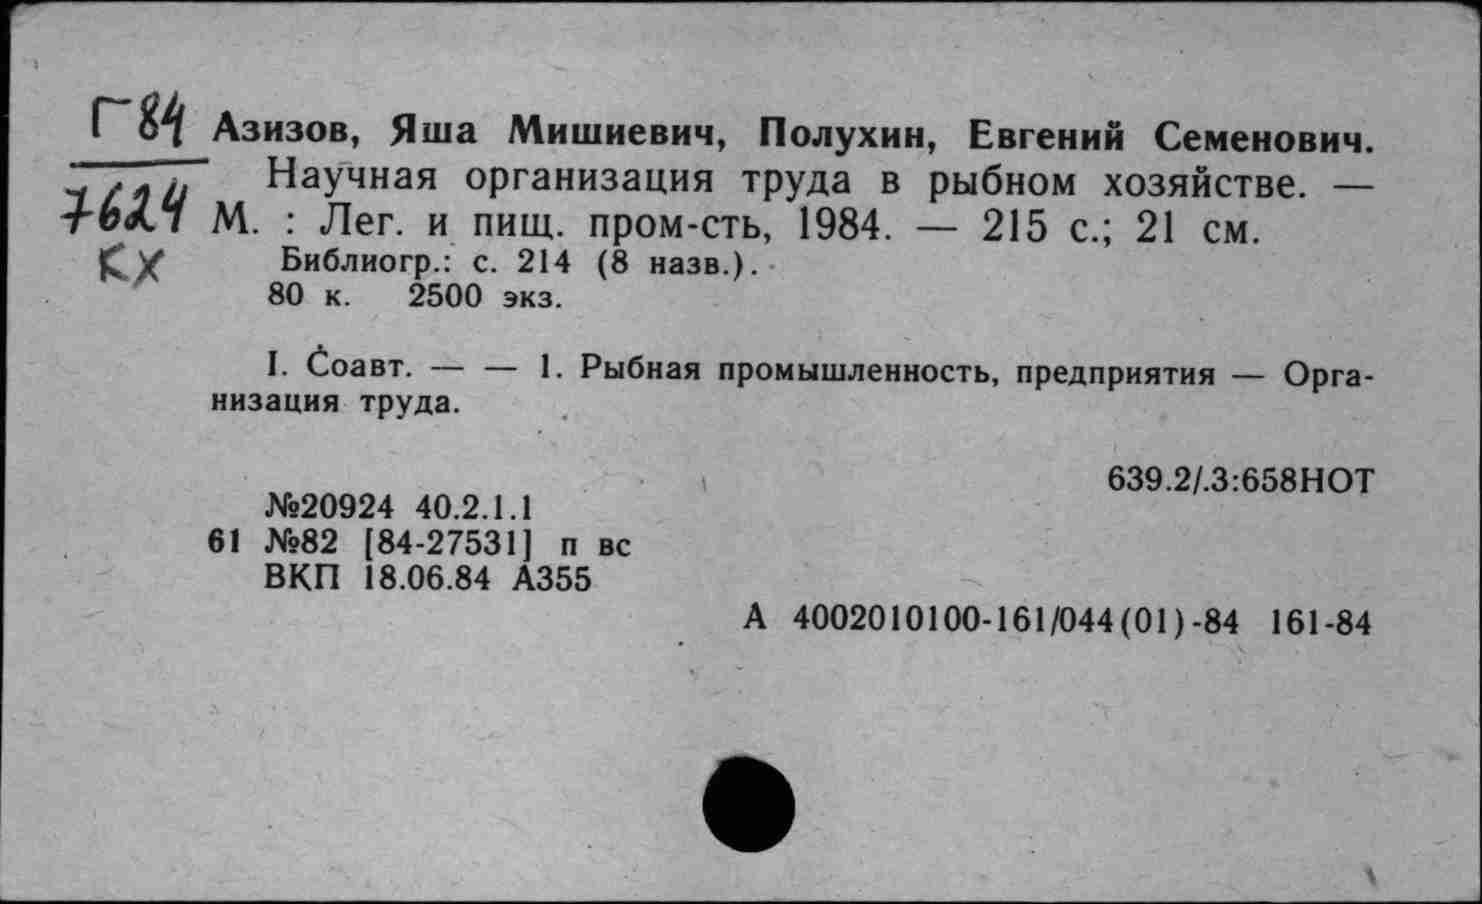 Г 84
7624
КХ
Азизов, Яша Мишиевич, Полухин, Евгений Семенович.
Научная организация труда в рыбном хозяйстве. —
М. : Лег. и пищ. пром-сть, 1984. — 215 с.; 21 см.
Библиогр.: с. 214 (8 назв.).
80 к. 2500 экз.
I. Соавт. — — 1. Рыбная промышленность, предприятия — Орга-
низация труда.
639.2/.3:658НОТ
№20924 40.2.1.1
61 №82 [84-27531] п вс
ВКП 18.06.84 А355
А 4002010100-161/044(01)-84 161-84